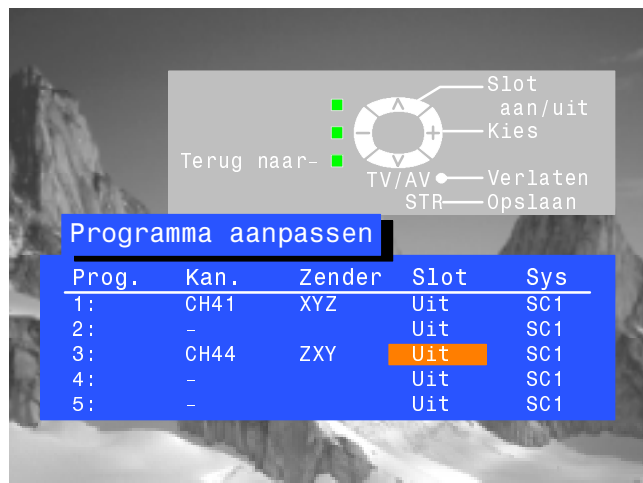 Slot
aan/uit
Kies
Terug naar–
TV/AV Verlaten
STR Opslaan
Programma aanpassen
Prog. Kan. Zender Slot Sys
1: CH41 XYZ Uit SC1
2: – Uit SC1
3: CH44 ZXY Uit SC1
4: – Uit SC1
5: – Uit SC1